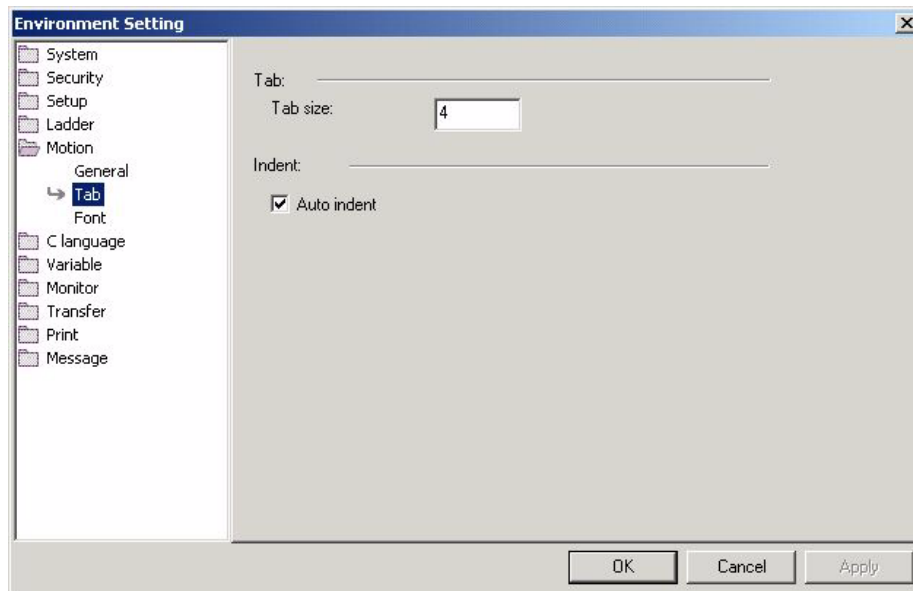 Environment Setting
System
Security
Setup
Ladder
Motion
General
Tab
Font
C language
Variable
Monitor
Transfer
Print
Message
Tab:
Tab size:
4
Indent:
Auto indent
OK
Cancel
Apply